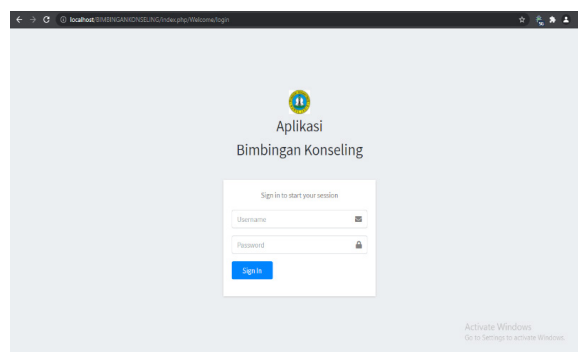 localhost/BIMBINGANKONSELING/index.php/Welcome/login
Aplikasi
Bimbingan Konseling
Sign in to start your session
Username
Password
Sign In
Activate Windows
Go to Settings to activate Windows.